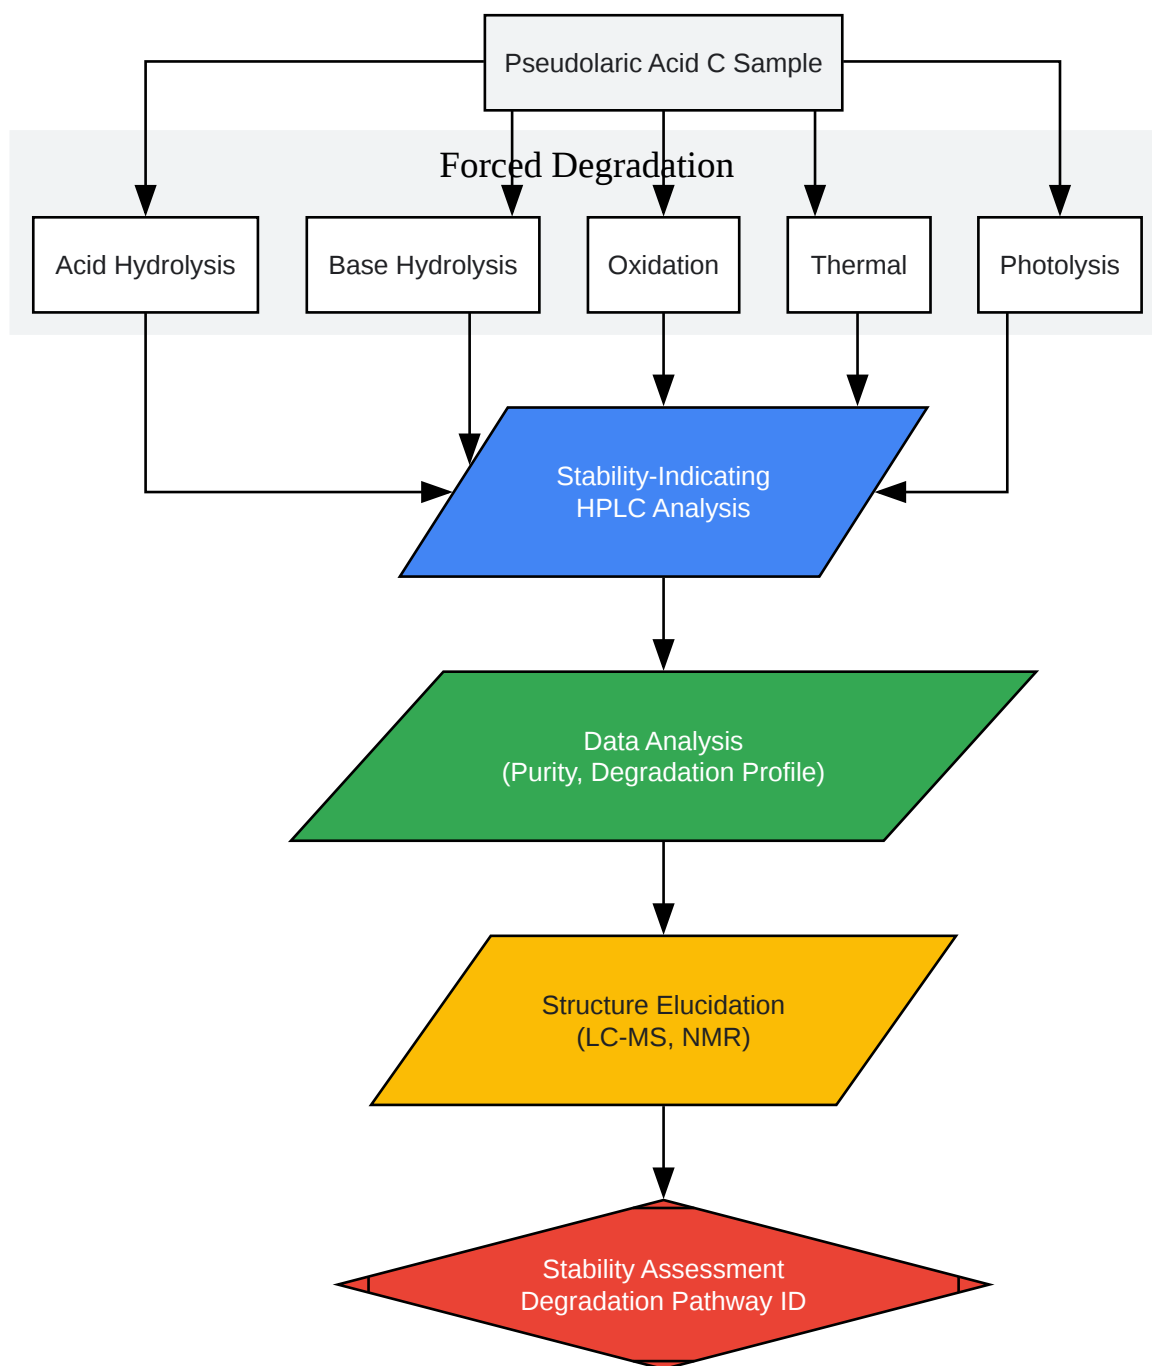 Pseudolaric Acid C Sample
Forced Degradation
Acid Hydrolysis
Base Hydrolysis
Oxidation
Thermal
Photolysis
Stability-Indicating
HPLC Analysis
Data Analysis
(Purity, Degradation Profile)
Structure Elucidation
(LC-MS, NMR)
Stability Assessment
Degradation Pathway ID